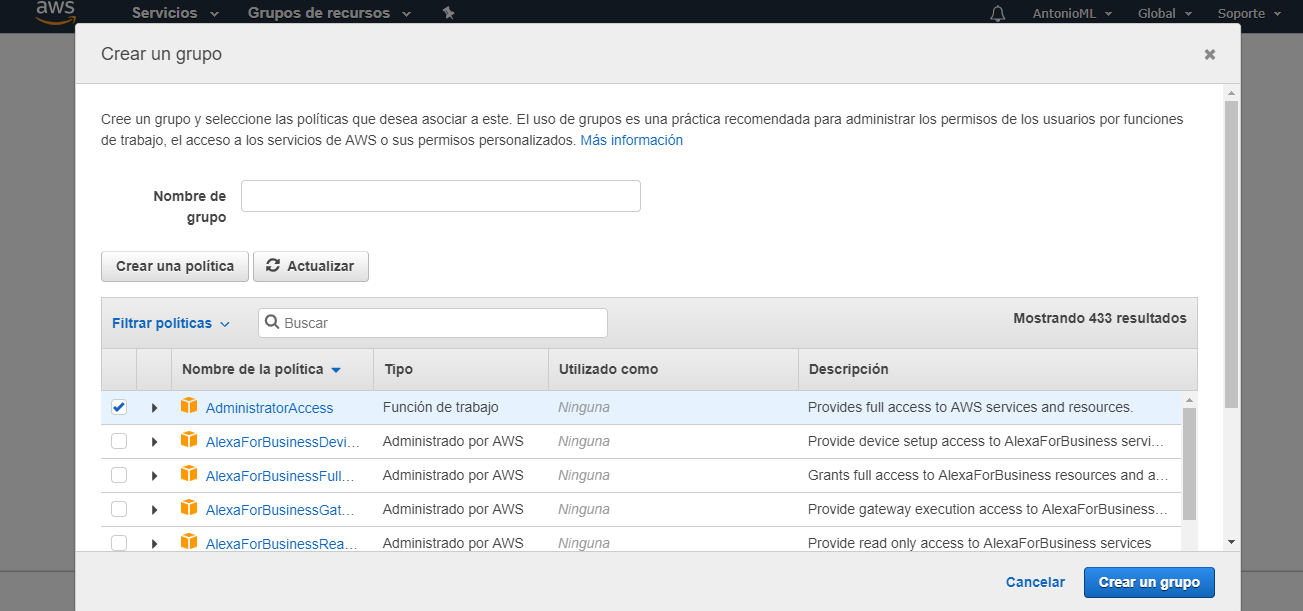 aws Servicios Grupos de recursos AntonioML Global Soporte
Crear un grupo
Cree un grupo y seleccione las políticas que desea asociar a este. El uso de grupos es una práctica recomendada para administrar los permisos de los usuarios por funciones
de trabajo, el acceso a los servicios de AWS o sus permisos personalizados. Más información
Nombre de
grupo
Crear una política Actualizar
Filtrar políticas Buscar Mostrando 433 resultados
Nombre de la política Tipo Utilizado como Descripción
AdministratorAccess Función de trabajo Ninguna Provides full access to AWS services and resources.
AlexaForBusinessDevi... Administrado por AWS Ninguna Provide device setup access to AlexaForBusiness servi...
AlexaForBusinessFull... Administrado por AWS Ninguna Grants full access to AlexaForBusiness resources and a...
AlexaForBusinessGat... Administrado por AWS Ninguna Provide gateway execution access to AlexaForBusiness...
AlexaForBusinessRea... Administrado por AWS Ninguna Provide read only access to AlexaForBusiness services
Cancelar Crear un grupo